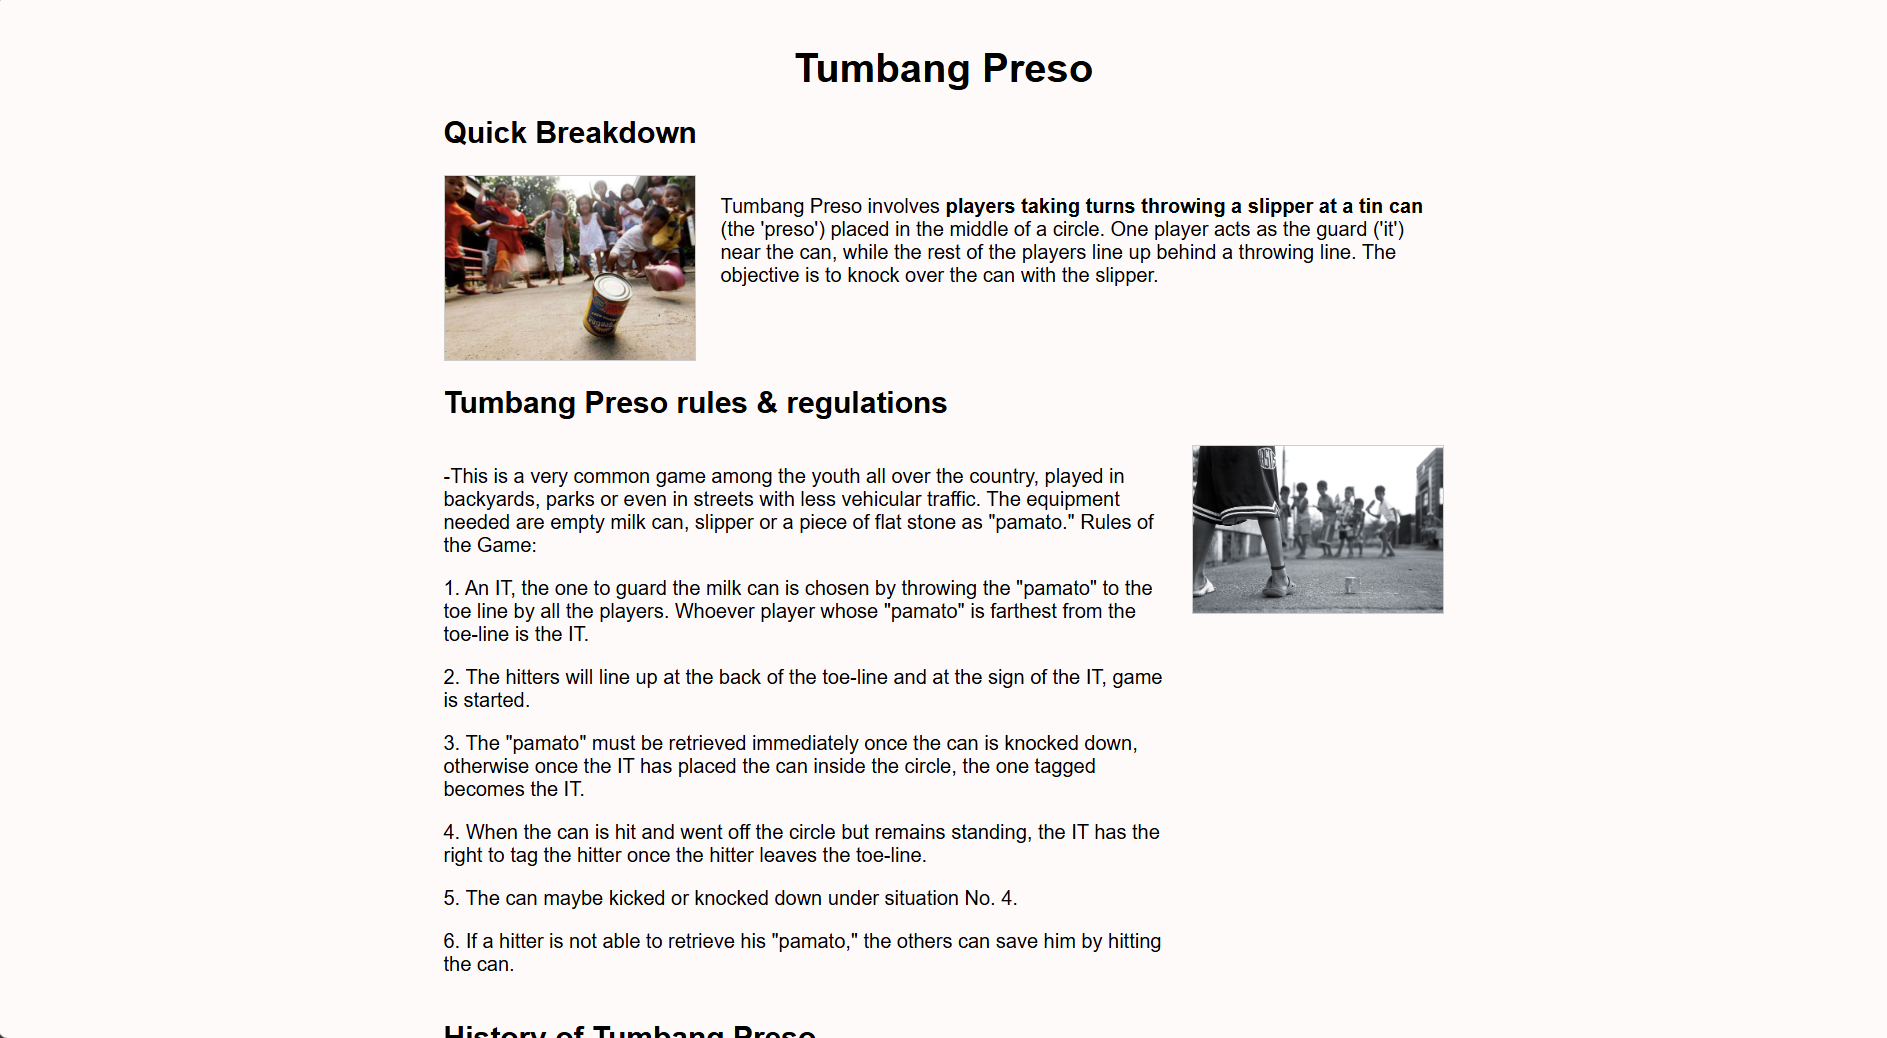 Tumbang Preso
Quick Breakdown
Tumbang Preso involves players taking turns throwing a slipper at a tin can
(the 'preso') placed in the middle of a circle. One player acts as the guard ('it')
near the can, while the rest of the players line up behind a throwing line. The
objective is to knock over the can with the slipper.
Tumbang Preso rules & regulations
-This is a very common game among the youth all over the country, played in
backyards, parks or even in streets with less vehicular traffic. The equipment
needed are empty milk can, slipper or a piece of flat stone as "pamato." Rules of
the Game:
1. An IT, the one to guard the milk can is chosen by throwing the "pamato" to the
toe line by all the players. Whoever player whose "pamato" is farthest from the
toe-line is the IT.
2. The hitters will line up at the back of the toe-line and at the sign of the IT, game
is started.
3. The "pamato" must be retrieved immediately once the can is knocked down,
otherwise once the IT has placed the can inside the circle, the one tagged
becomes the IT.
4. When the can is hit and went off the circle but remains standing, the IT has the
right to tag the hitter once the hitter leaves the toe-line.
5. The can maybe kicked or knocked down under situation No. 4.
6. If a hitter is not able to retrieve his "pamato," the others can save him by hitting
the can.
History of Tumbang Preso